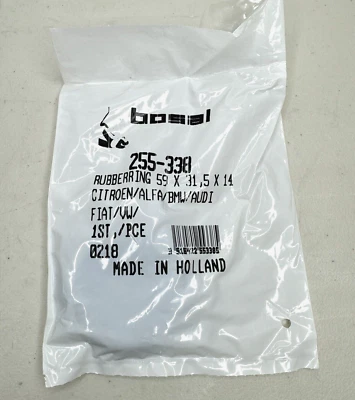 bosal
255-338
RUBBERRING 59 X 31,5 X 14
CITROEN/ALFA/BMW/AUDI
FIAT/VW/
1ST,/PCE
0218
MADE IN HOLLAND